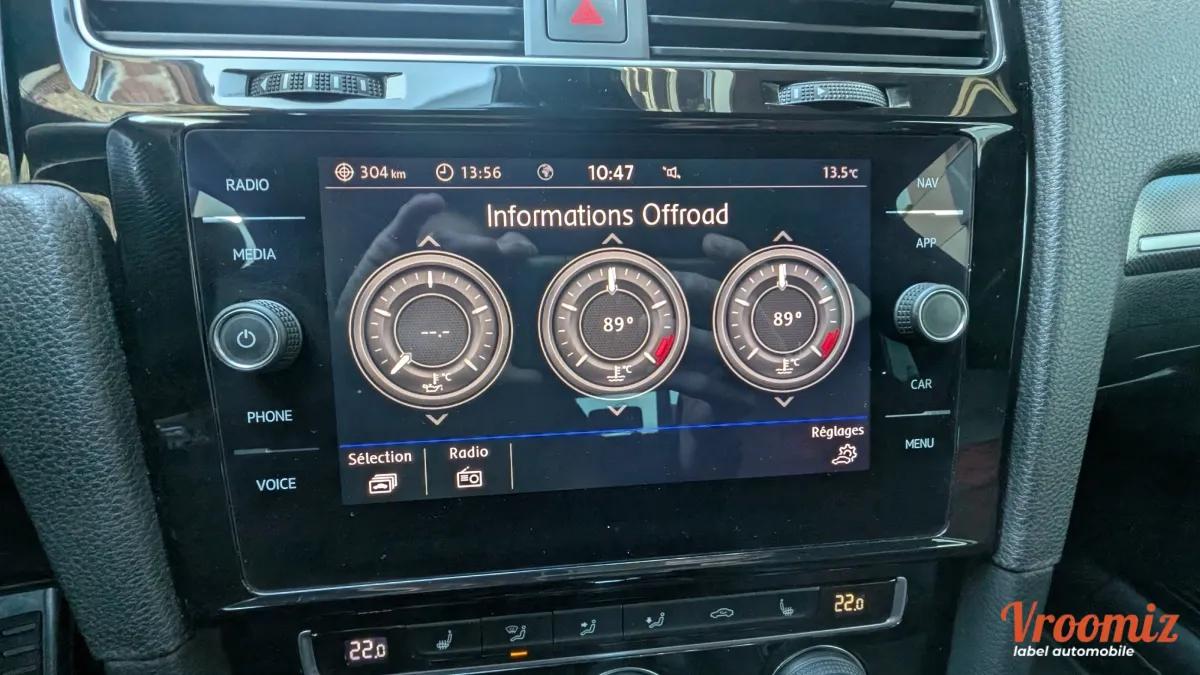 304 km 13:56 10:47 13.5°C
Informations Offroad
--.- 89° 89°
°C °C °C
Sélection Radio Réglages
RADIO
MEDIA
PHONE
VOICE
NAV
APP
CAR
MENU
22.0 22.0
Vroomiz
label automobile